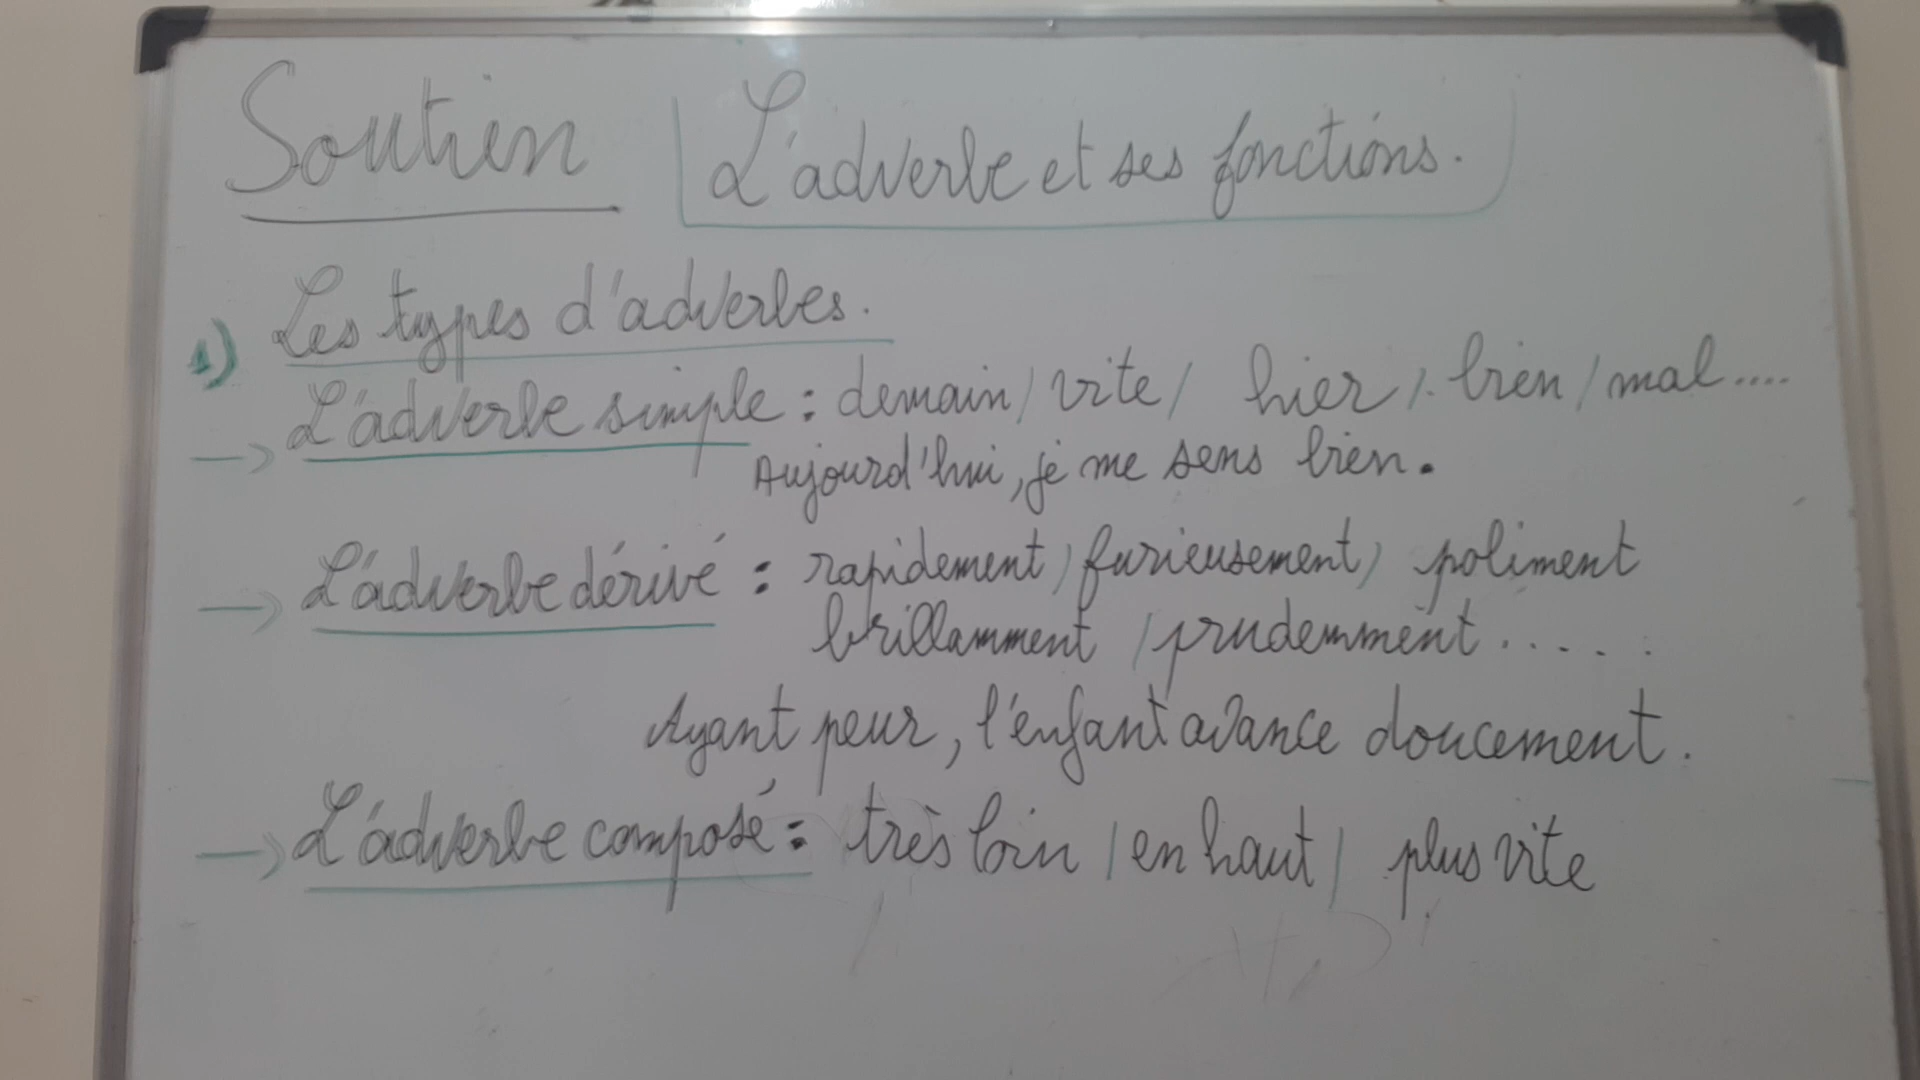 Soutien L'adverbe et ses fonctions.
1) Les types d'adverbes.
→ L'adverbe simple : demain / vite / hier / bien / mal....
Aujourd'hui, je me sens bien.
→ L'adverbe dérivé : rapidement / furieusement / poliment
brillamment / prudemment.....
Ayant peur, l'enfant avance doucement.
→ L'adverbe composé : très loin / en haut / plus vite